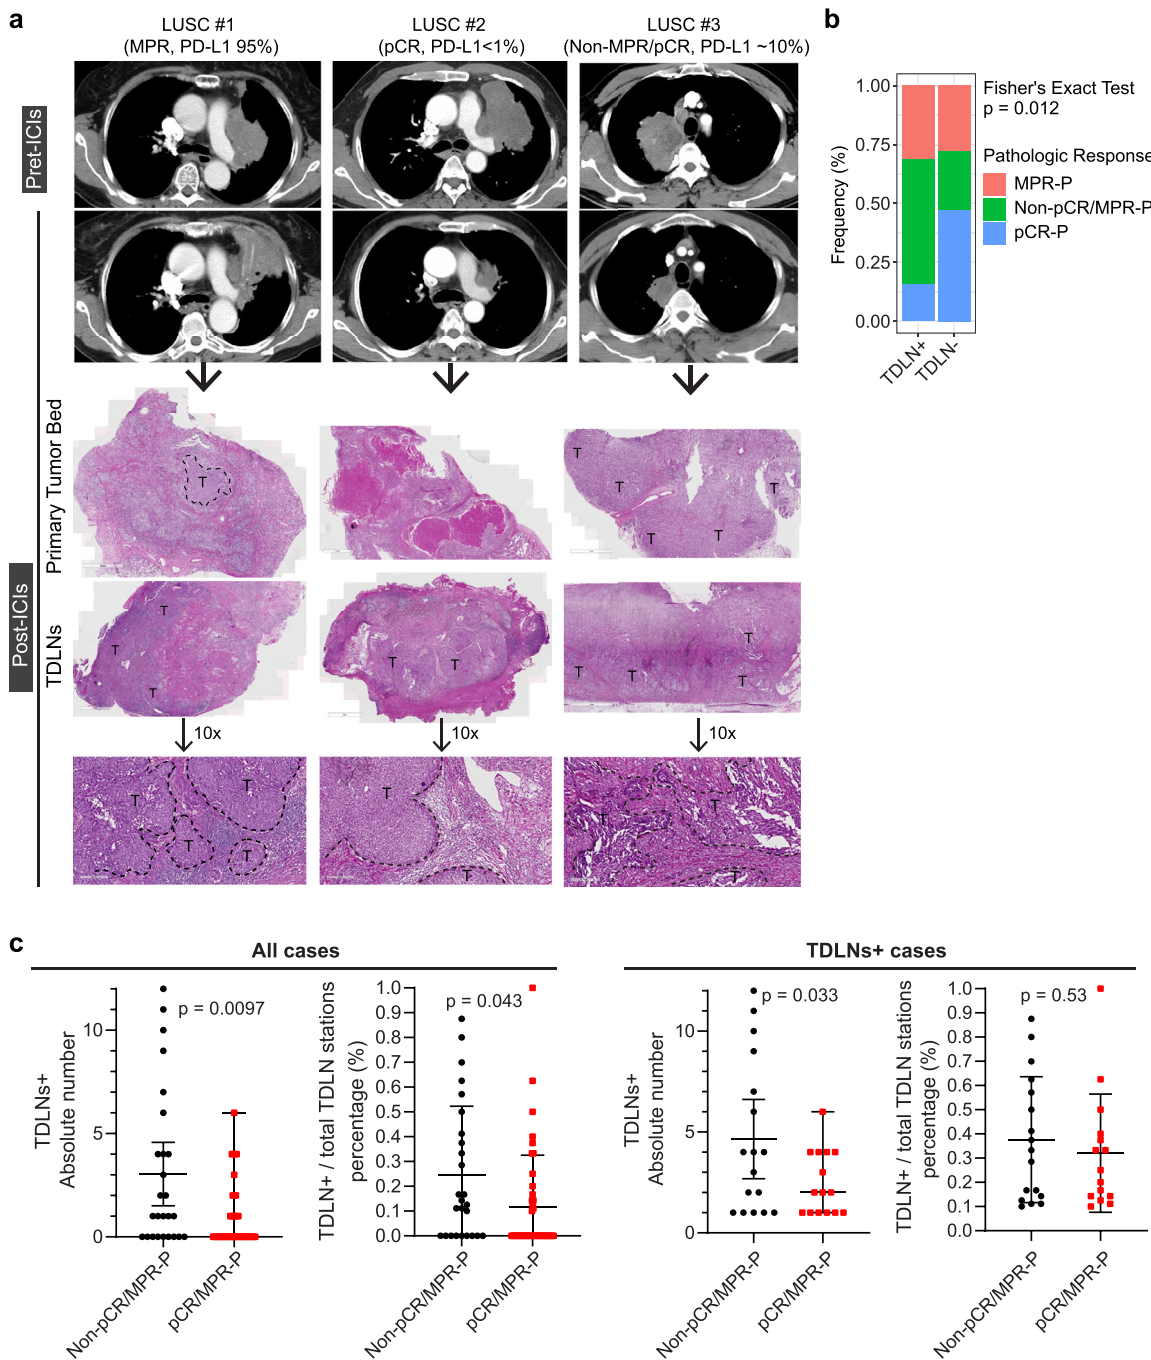 a
LUSC #1
(MPR, PD-L1 95%)
LUSC #2
(pCR, PD-L1<1%)
LUSC #3
(Non-MPR/pCR, PD-L1 ~10%)
Pret-ICIs
Post-ICIs
Primary Tumor Bed
T
T
T
T
T
T
TDLNs
T
T
T
T
T
T
T
T
T
10x
10x
10x
T
T
T
T
T
T
T
T
T
b
Frequency (%)
1.00
0.75
0.50
0.25
0.00
TDLN+
TDLN-
Fisher's Exact Test
p = 0.012
Pathologic Response
MPR-P
Non-pCR/MPR-P
pCR-P
c
All cases
TDLNs+
Absolute number
10
5
0
p = 0.0097
Non-pCR/MPR-P
pCR/MPR-P
TDLN+ / total TDLN stations
percentage (%)
1.0
0.9
0.8
0.7
0.6
0.5
0.4
0.3
0.2
0.1
0.0
p = 0.043
Non-pCR/MPR-P
pCR/MPR-P
TDLNs+ cases
TDLNs+
Absolute number
10
5
0
p = 0.033
Non-pCR/MPR-P
pCR/MPR-P
TDLN+ / total TDLN stations
percentage (%)
1.0
0.9
0.8
0.7
0.6
0.5
0.4
0.3
0.2
0.1
0.0
p = 0.53
Non-pCR/MPR-P
pCR/MPR-P